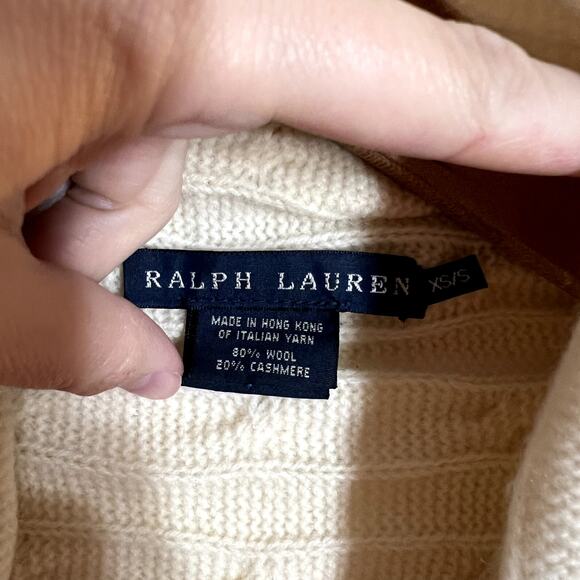 RALPH LAUREN
XS/S
MADE IN HONG KONG
OF ITALIAN YARN
80% WOOL
20% CASHMERE